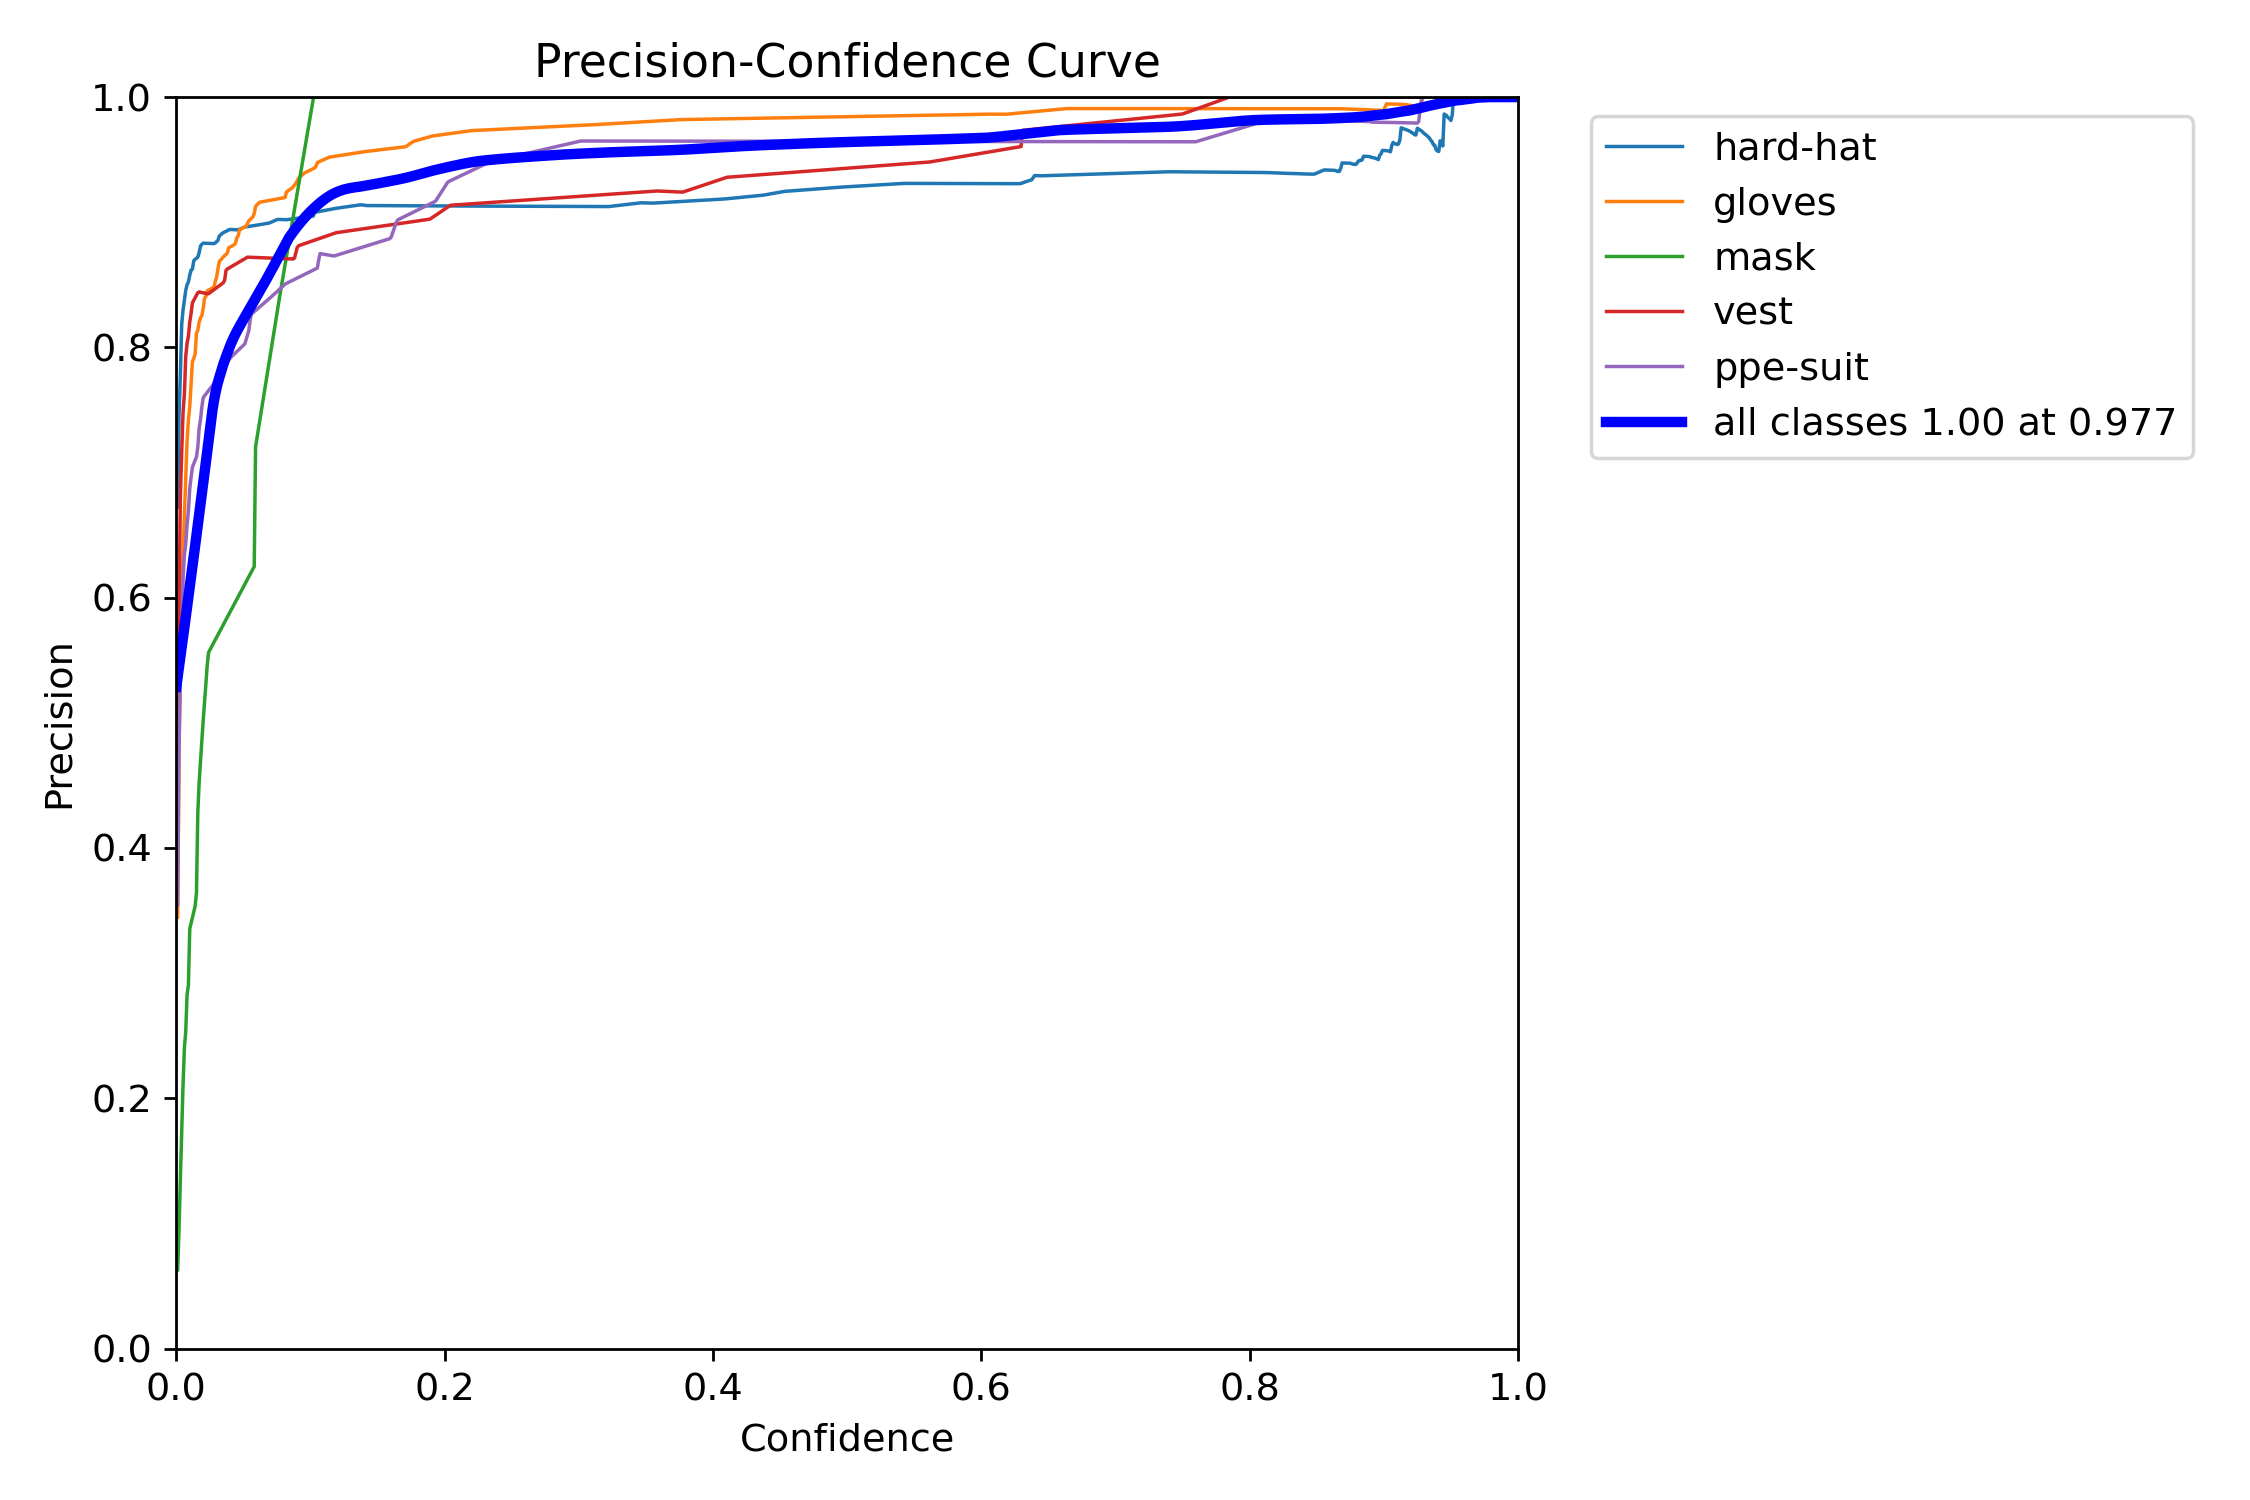 Precision-Confidence Curve
1.0
0.8
0.6
0.4
0.2
0.0
Precision
0.0 0.2 0.4 0.6 0.8 1.0
Confidence
hard-hat
gloves
mask
vest
ppe-suit
all classes 1.00 at 0.977